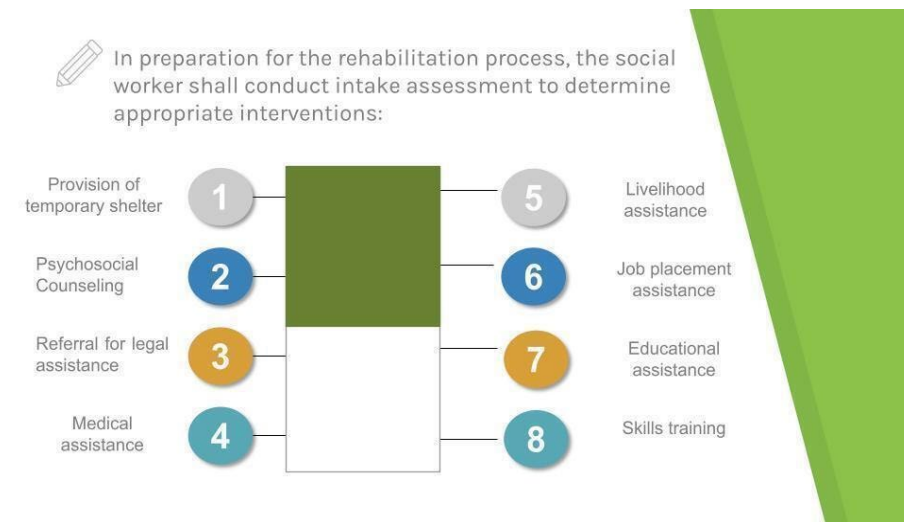 In preparation for the rehabilitation process, the social
worker shall conduct intake assessment to determine
appropriate interventions:
Provision of
temporary shelter
1
Psychosocial
Counseling
2
Referral for legal
assistance
3
Medical
assistance
4
5
Livelihood
assistance
6
Job placement
assistance
7
Educational
assistance
8
Skills training